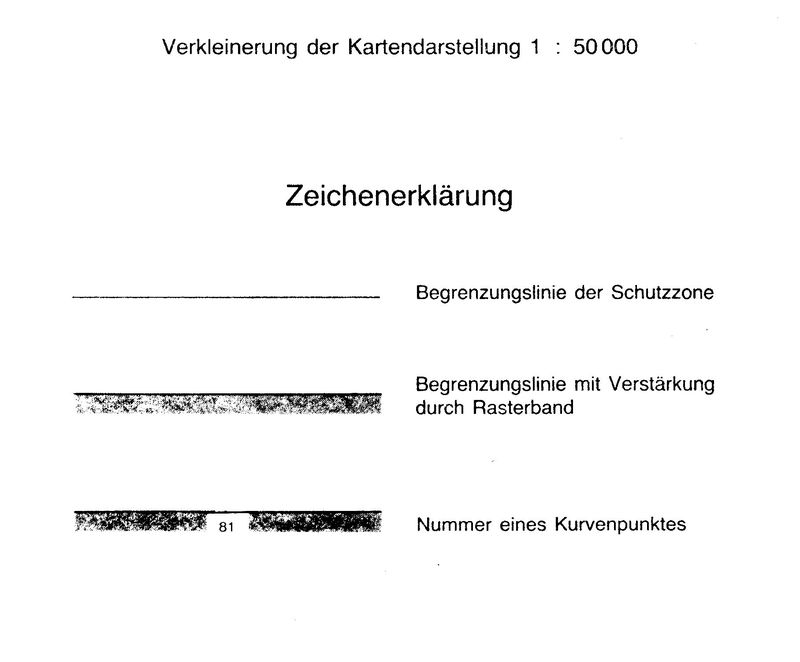 Verkleinerung der Kartendarstellung 1 : 50 000
Zeichenerklärung
Begrenzungslinie der Schutzzone
Begrenzungslinie mit Verstärkung
durch Rasterband
81
Nummer eines Kurvenpunktes